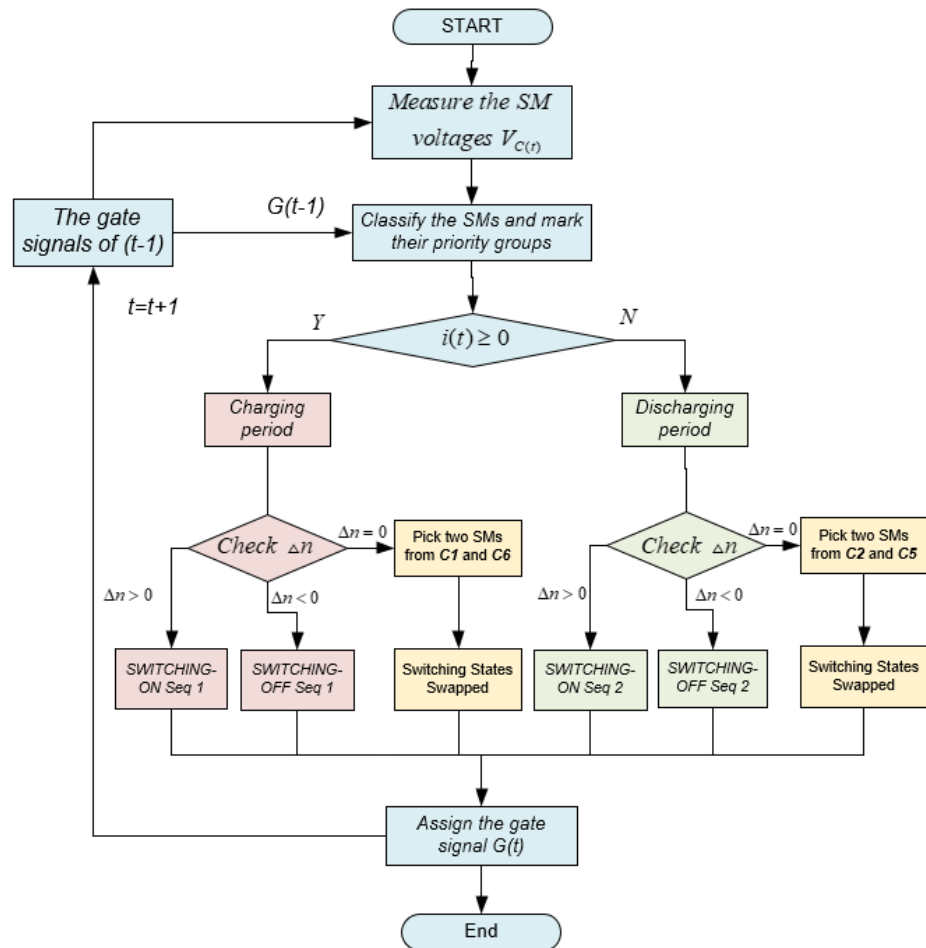 START
Measure the SM
voltages V_{C(t)}
The gate
signals of (t-1)
G(t-1)
Classify the SMs and mark
their priority groups
t=t+1
Y
i(t) ≥ 0
N
Charging
period
Discharging
period
Check Δn
Δn = 0
Pick two SMs
from C1 and C6
Check Δn
Δn = 0
Pick two SMs
from C2 and C5
Δn > 0
Δn < 0
Δn > 0
Δn < 0
SWITCHING-
ON Seq 1
SWITCHING-
OFF Seq 1
Switching States
Swapped
SWITCHING-
ON Seq 2
SWITCHING-
OFF Seq 2
Switching States
Swapped
Assign the gate
signal G(t)
End